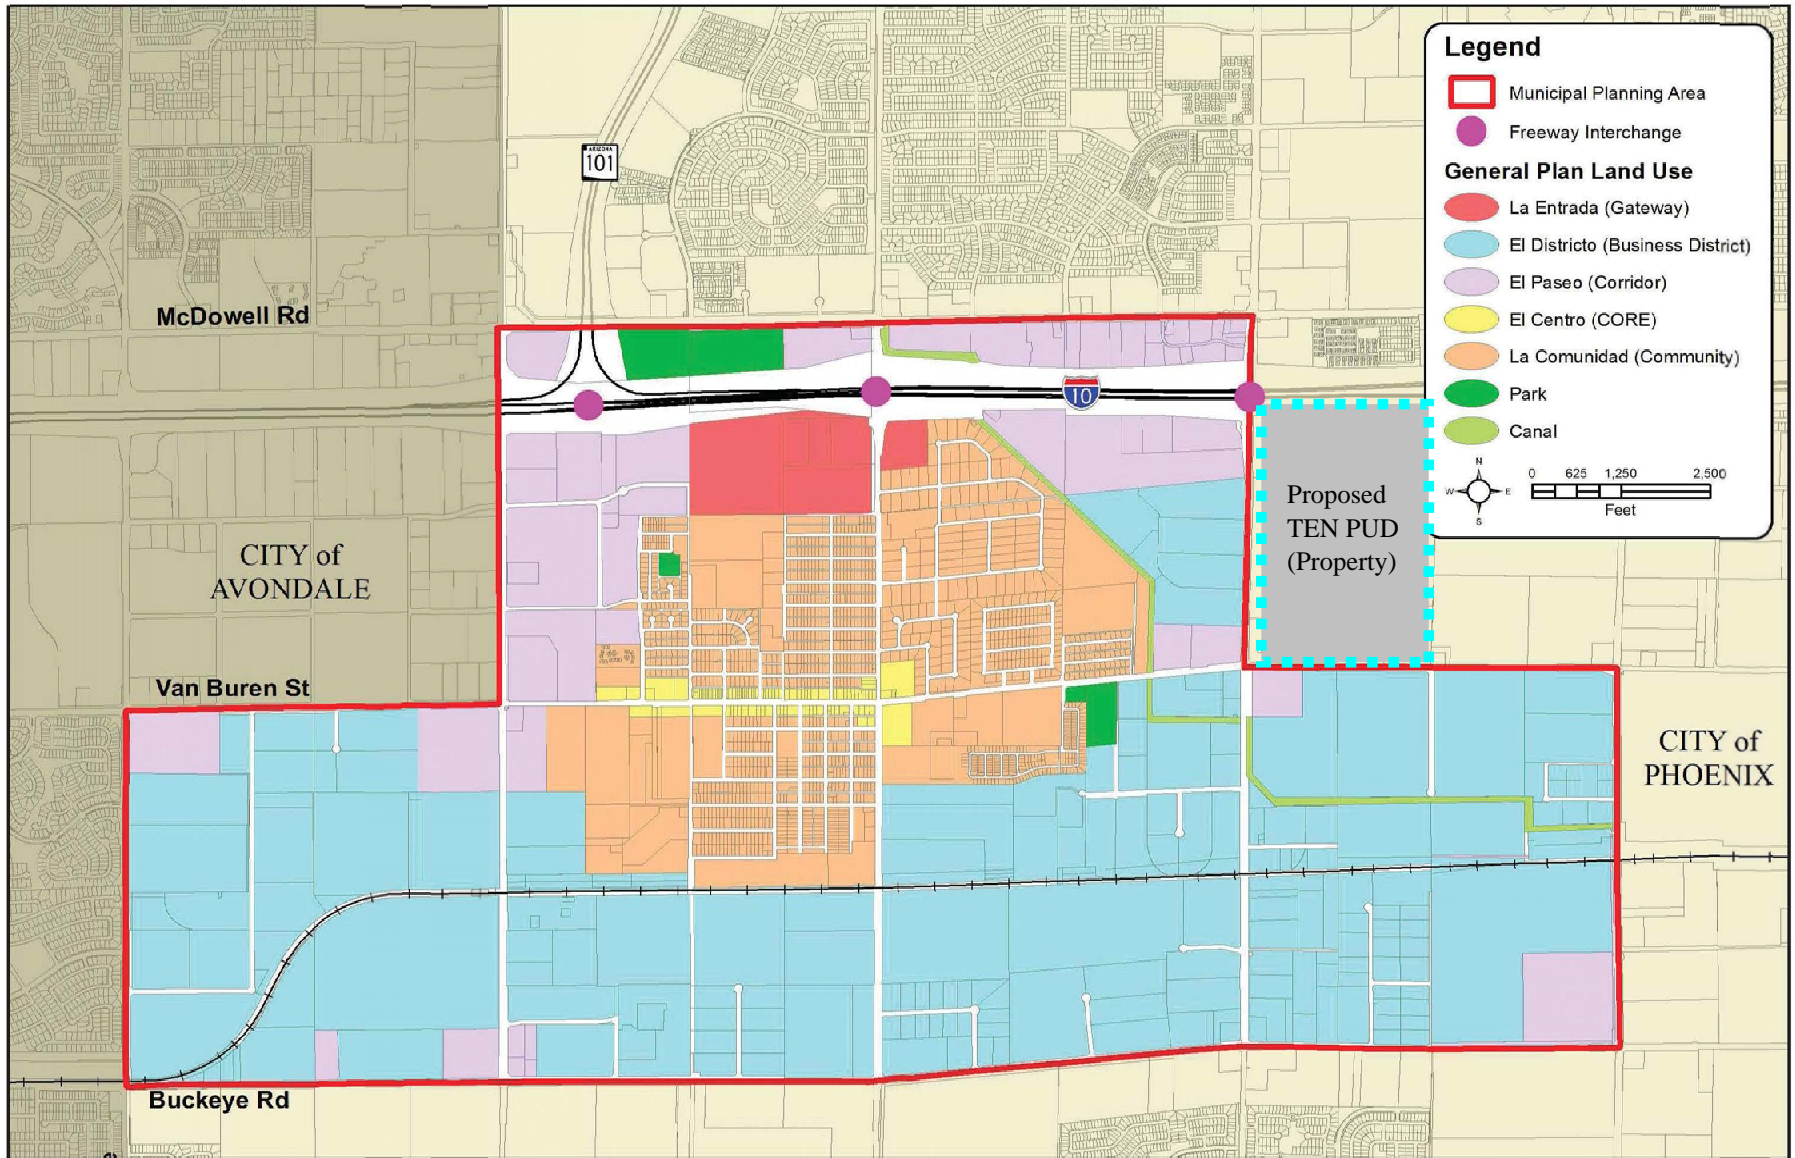 Legend
Municipal Planning Area
Freeway Interchange
General Plan Land Use
La Entrada (Gateway)
El Districto (Business District)
El Paseo (Corridor)
El Centro (CORE)
La Comunidad (Community)
Park
Canal
N
W E
S
0 625 1,250 2,500
Feet
ARIZONA
101
McDowell Rd
10
Proposed
TEN PUD
(Property)
CITY of
AVONDALE
Van Buren St
CITY of
PHOENIX
Buckeye Rd